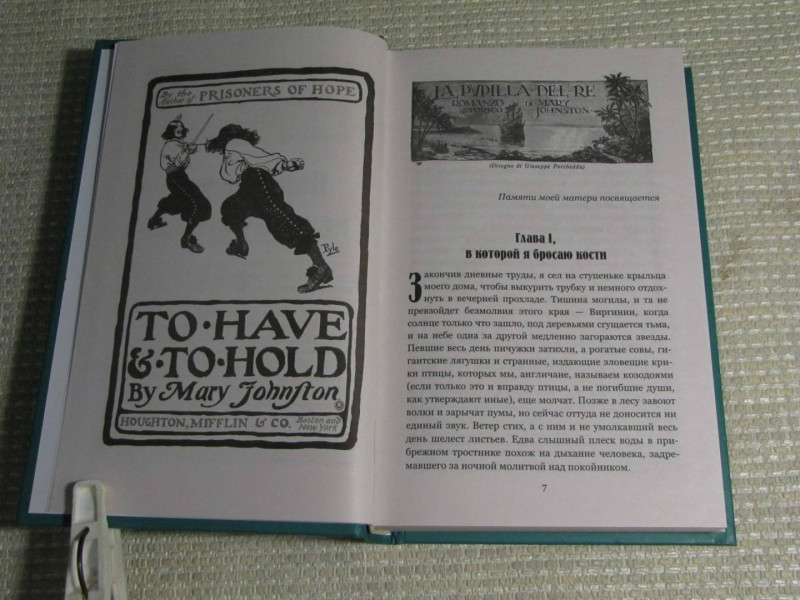 By the
Author of PRISONERS OF HOPE
Pyle
TO·HAVE
&·TO·HOLD
By Mary Johnston
HOUGHTON, MIFFLIN & CO. Boston and
New York
LA PVPILLA DEL RE
ROMANZO
STORICO
DI MARY
JOHNSTON
(Disegno di Giuseppe Porcheddu)
Памяти моей матери посвящается
Глава I,
в которой я бросаю кости
Закончив дневные труды, я сел на ступеньке крыльца
моего дома, чтобы выкурить трубку и немного отдох-
нуть в вечерней прохладе. Тишина могилы, и та не
превзойдет безмолвия этого края — Виргинии, когда
солнце только что зашло, под деревьями сгущается тьма,
и на небе одна за другой медленно загораются звезды.
Певшие весь день пичужки затихли, а рогатые совы, ги-
гантские лягушки и странные, издающие зловещие кри-
ки птицы, которых мы, англичане, называем козодоями
(если только это и вправду птицы, а не погибшие души,
как утверждают иные), еще молчат. Позже в лесу завоют
волки и зарычат пумы, но сейчас оттуда не доносится ни
единый звук. Ветер стих, а с ним и не умолкавший весь
день шелест листьев. Едва слышный плеск воды в при-
брежном тростнике похож на дыхание человека, задре-
мавшего за ночной молитвой над покойником.
7